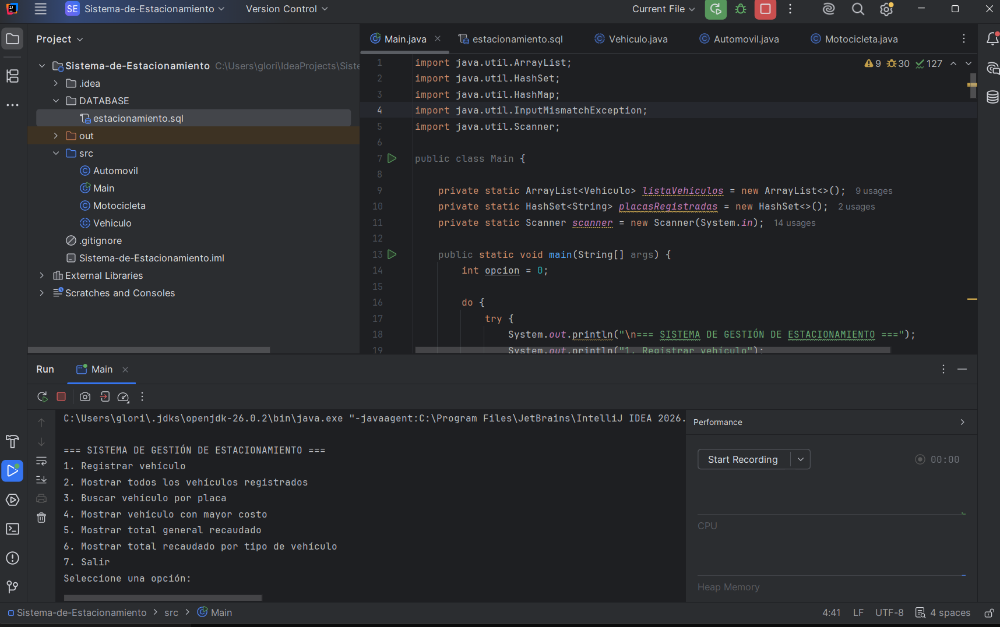 SE Sistema-de-Estacionamiento Version Control Current File
Project
Main.java estacionamiento.sql Vehiculo.java Automovil.java Motocicleta.java
Sistema-de-Estacionamiento C:\Users\glori\IdeaProjects\Siste
.idea
DATABASE
estacionamiento.sql
out
src
Automovil
Main
Motocicleta
Vehiculo
.gitignore
Sistema-de-Estacionamiento.iml
External Libraries
Scratches and Consoles
9 30 127
1 import java.util.ArrayList;
2 import java.util.HashSet;
3 import java.util.HashMap;
4 import java.util.InputMismatchException;
5 import java.util.Scanner;
6
7 public class Main {
8
9 private static ArrayList<Vehiculo> listaVehiculos = new ArrayList<>(); 9 usages
10 private static HashSet<String> placasRegistradas = new HashSet<>(); 2 usages
11 private static Scanner scanner = new Scanner(System.in); 14 usages
12
13 public static void main(String[] args) {
14 int opcion = 0;
15
16 do {
17 try {
18 System.out.println("\n=== SISTEMA DE GESTIÓN DE ESTACIONAMIENTO ===");
19 System.out.println("1. Registrar vehículo");
Run Main
C:\Users\glori\.jdks\openjdk-26.0.2\bin\java.exe "-javaagent:C:\Program Files\JetBrains\IntelliJ IDEA 2026.
=== SISTEMA DE GESTIÓN DE ESTACIONAMIENTO ===
1. Registrar vehículo
2. Mostrar todos los vehículos registrados
3. Buscar vehículo por placa
4. Mostrar vehículo con mayor costo
5. Mostrar total general recaudado
6. Mostrar total recaudado por tipo de vehículo
7. Salir
Seleccione una opción:
Performance
Start Recording 00:00
CPU
Heap Memory
Sistema-de-Estacionamiento > src > Main 4:41 LF UTF-8 4 spaces